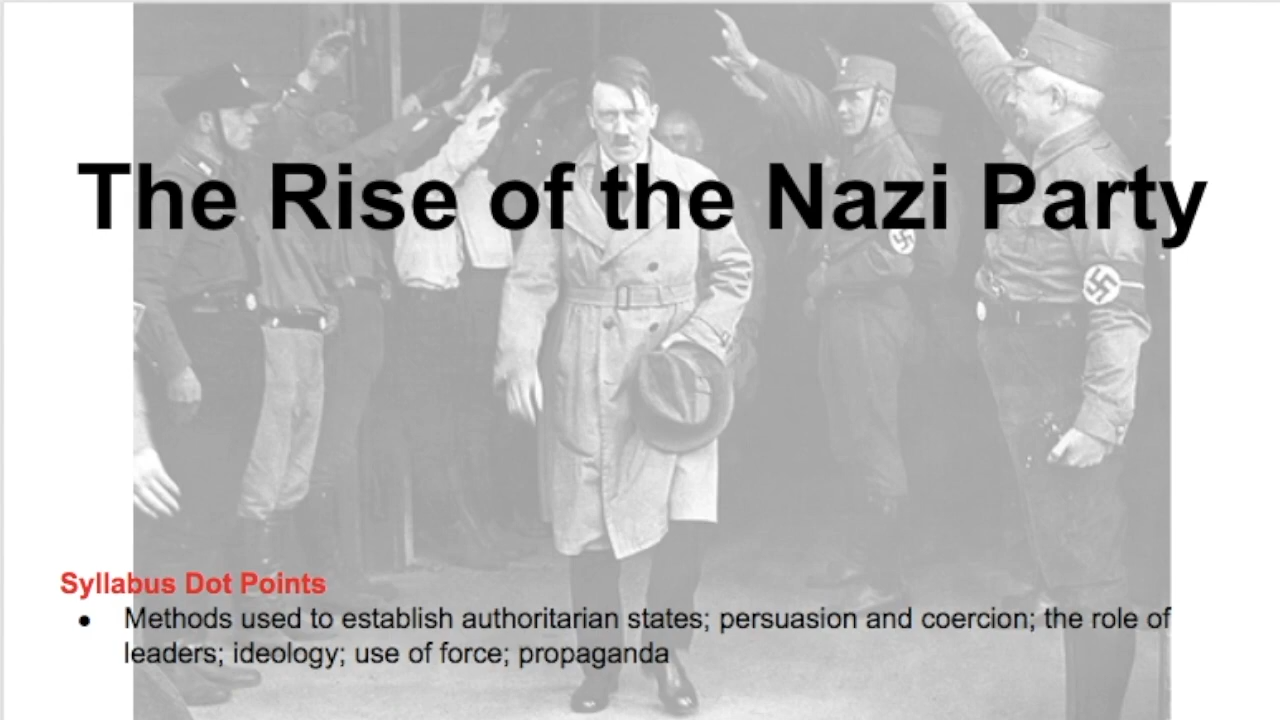 The Rise of the Nazi Party
Syllabus Dot Points
● Methods used to establish authoritarian states; persuasion and coercion; the role of
leaders; ideology; use of force; propaganda